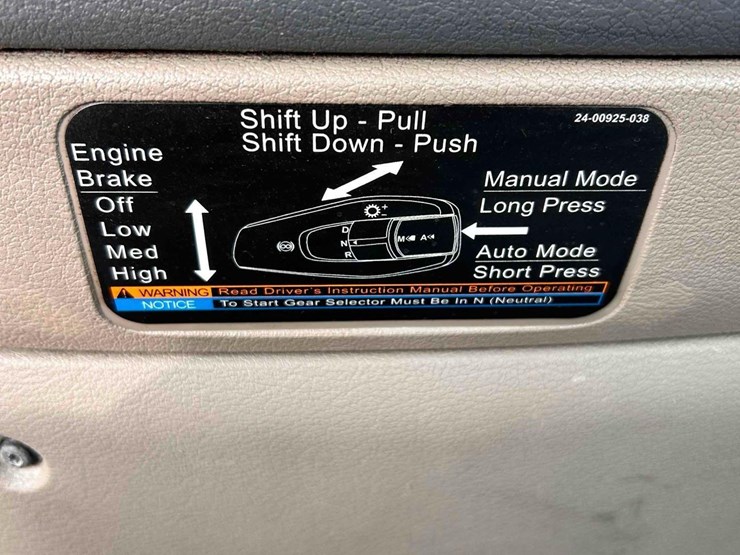 Shift Up - Pull
Shift Down - Push
24-00925-038
Engine
Brake
Off
Low
Med
High
D
N
R
+
-
M
A
Manual Mode
Long Press
Auto Mode
Short Press
WARNING Read Driver's Instruction Manual Before Operating
NOTICE To Start Gear Selector Must Be In N (Neutral)